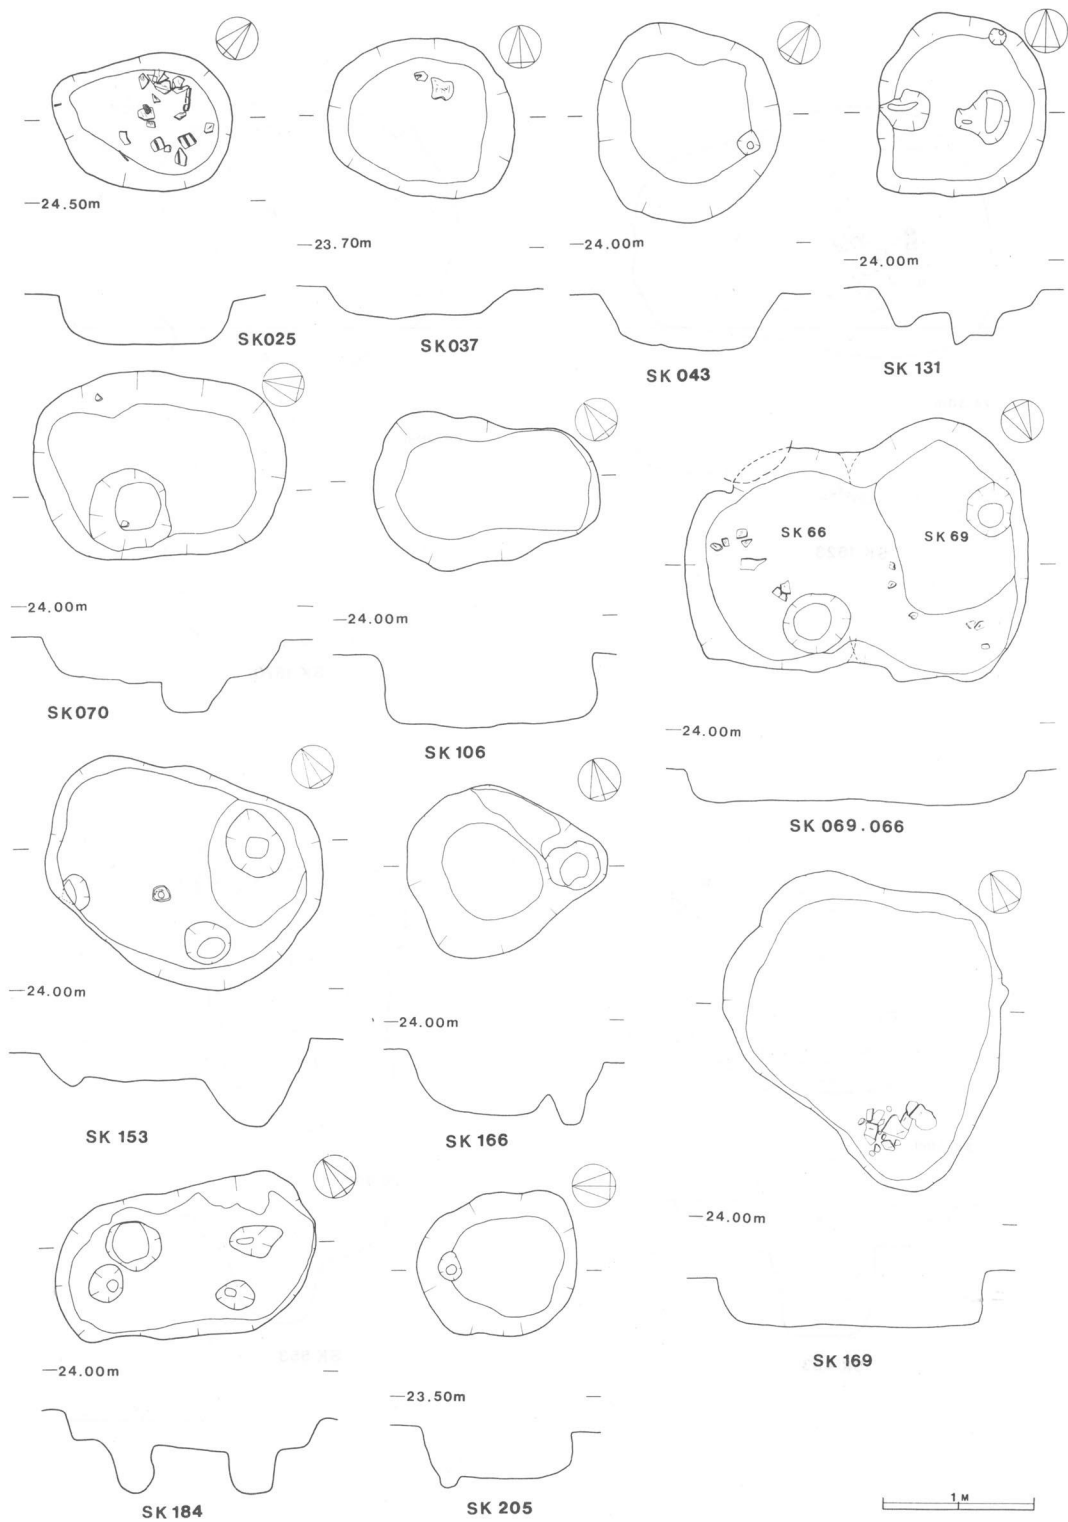 —24.50m
—23.70m
—24.00m
—24.00m
SK025
SK037
SK 043
SK 131
SK 66
SK 69
—24.00m
—24.00m
—24.00m
SK070
SK 106
SK 069.066
—24.00m
—24.00m
SK 153
SK 166
—24.00m
—24.00m
—23.50m
SK 169
SK 184
SK 205
1 M